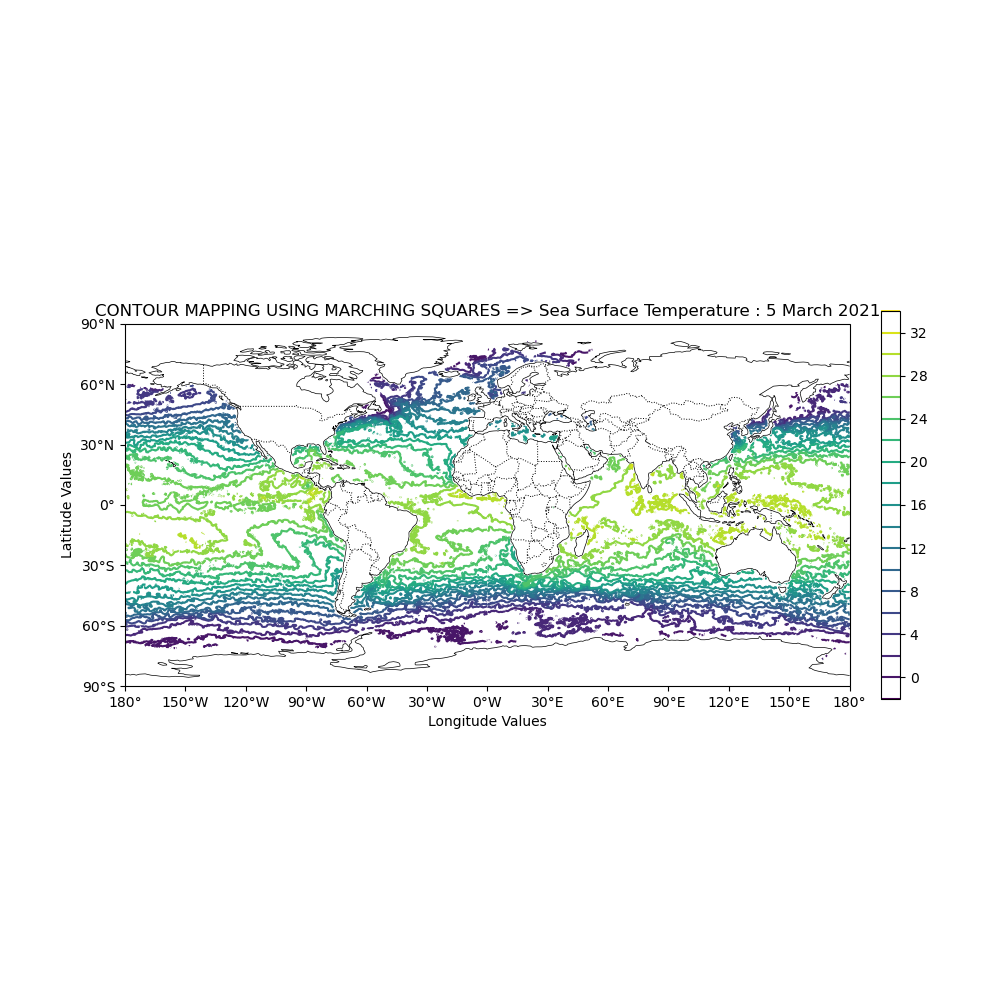 CONTOUR MAPPING USING MARCHING SQUARES => Sea Surface Temperature : 5 March 2021
90°N
60°N
30°N
0°
30°S
60°S
90°S
Latitude Values
180° 150°W 120°W 90°W 60°W 30°W 0°W 30°E 60°E 90°E 120°E 150°E 180°
Longitude Values
32
28
24
20
16
12
8
4
0